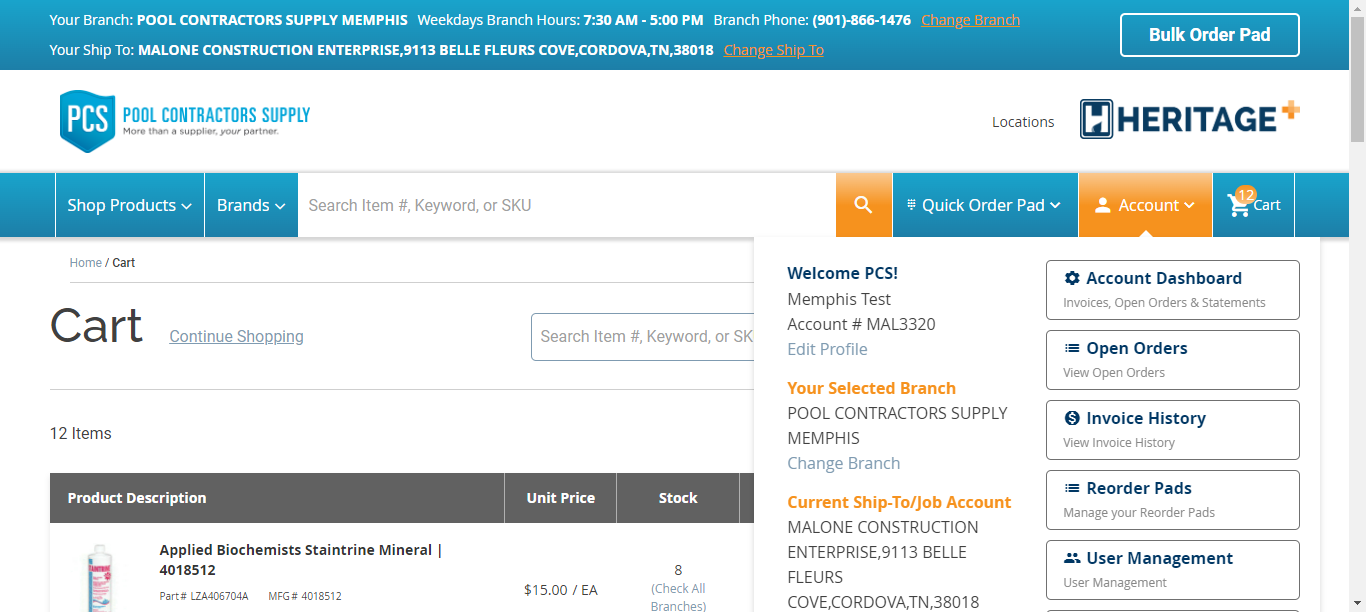 Your Branch: POOL CONTRACTORS SUPPLY MEMPHIS Weekdays Branch Hours: 7:30 AM - 5:00 PM Branch Phone: (901)-866-1476 Change Branch
Your Ship To: MALONE CONSTRUCTION ENTERPRISE,9113 BELLE FLEURS COVE,CORDOVA,TN,38018 Change Ship To
Bulk Order Pad
PCS POOL CONTRACTORS SUPPLY
More than a supplier, your partner.
Locations
HERITAGE+
Shop Products
Brands
Search Item #, Keyword, or SKU
Quick Order Pad
Account
12
Cart
Home / Cart
Cart
Continue Shopping
Search Item #, Keyword, or SK
12 Items
Product Description
Unit Price
Stock
Applied Biochemists Staintrine Mineral |
4018512
Part# LZA406704A MFG# 4018512
$15.00 / EA
8
(Check All
Branches)
Welcome PCS!
Memphis Test
Account # MAL3320
Edit Profile
Your Selected Branch
POOL CONTRACTORS SUPPLY
MEMPHIS
Change Branch
Current Ship-To/Job Account
MALONE CONSTRUCTION
ENTERPRISE,9113 BELLE
FLEURS
COVE,CORDOVA,TN,38018
Account Dashboard
Invoices, Open Orders & Statements
Open Orders
View Open Orders
Invoice History
View Invoice History
Reorder Pads
Manage your Reorder Pads
User Management
User Management